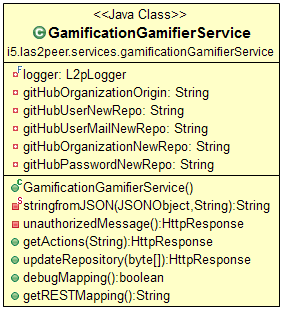 <<Java Class>>
C GamificationGamifierService
i5.las2peer.services.gamificationGamifierService
F logger: L2pLogger
gitHubOrganizationOrigin: String
gitHubUserNewRepo: String
gitHubUserMailNewRepo: String
gitHubOrganizationNewRepo: String
gitHubPasswordNewRepo: String
C GamificationGamifierService()
S stringfromJSON(JSONObject,String):String
unauthorizedMessage():HttpResponse
getActions(String):HttpResponse
updateRepository(byte[]):HttpResponse
debugMapping():boolean
getRESTMapping():String